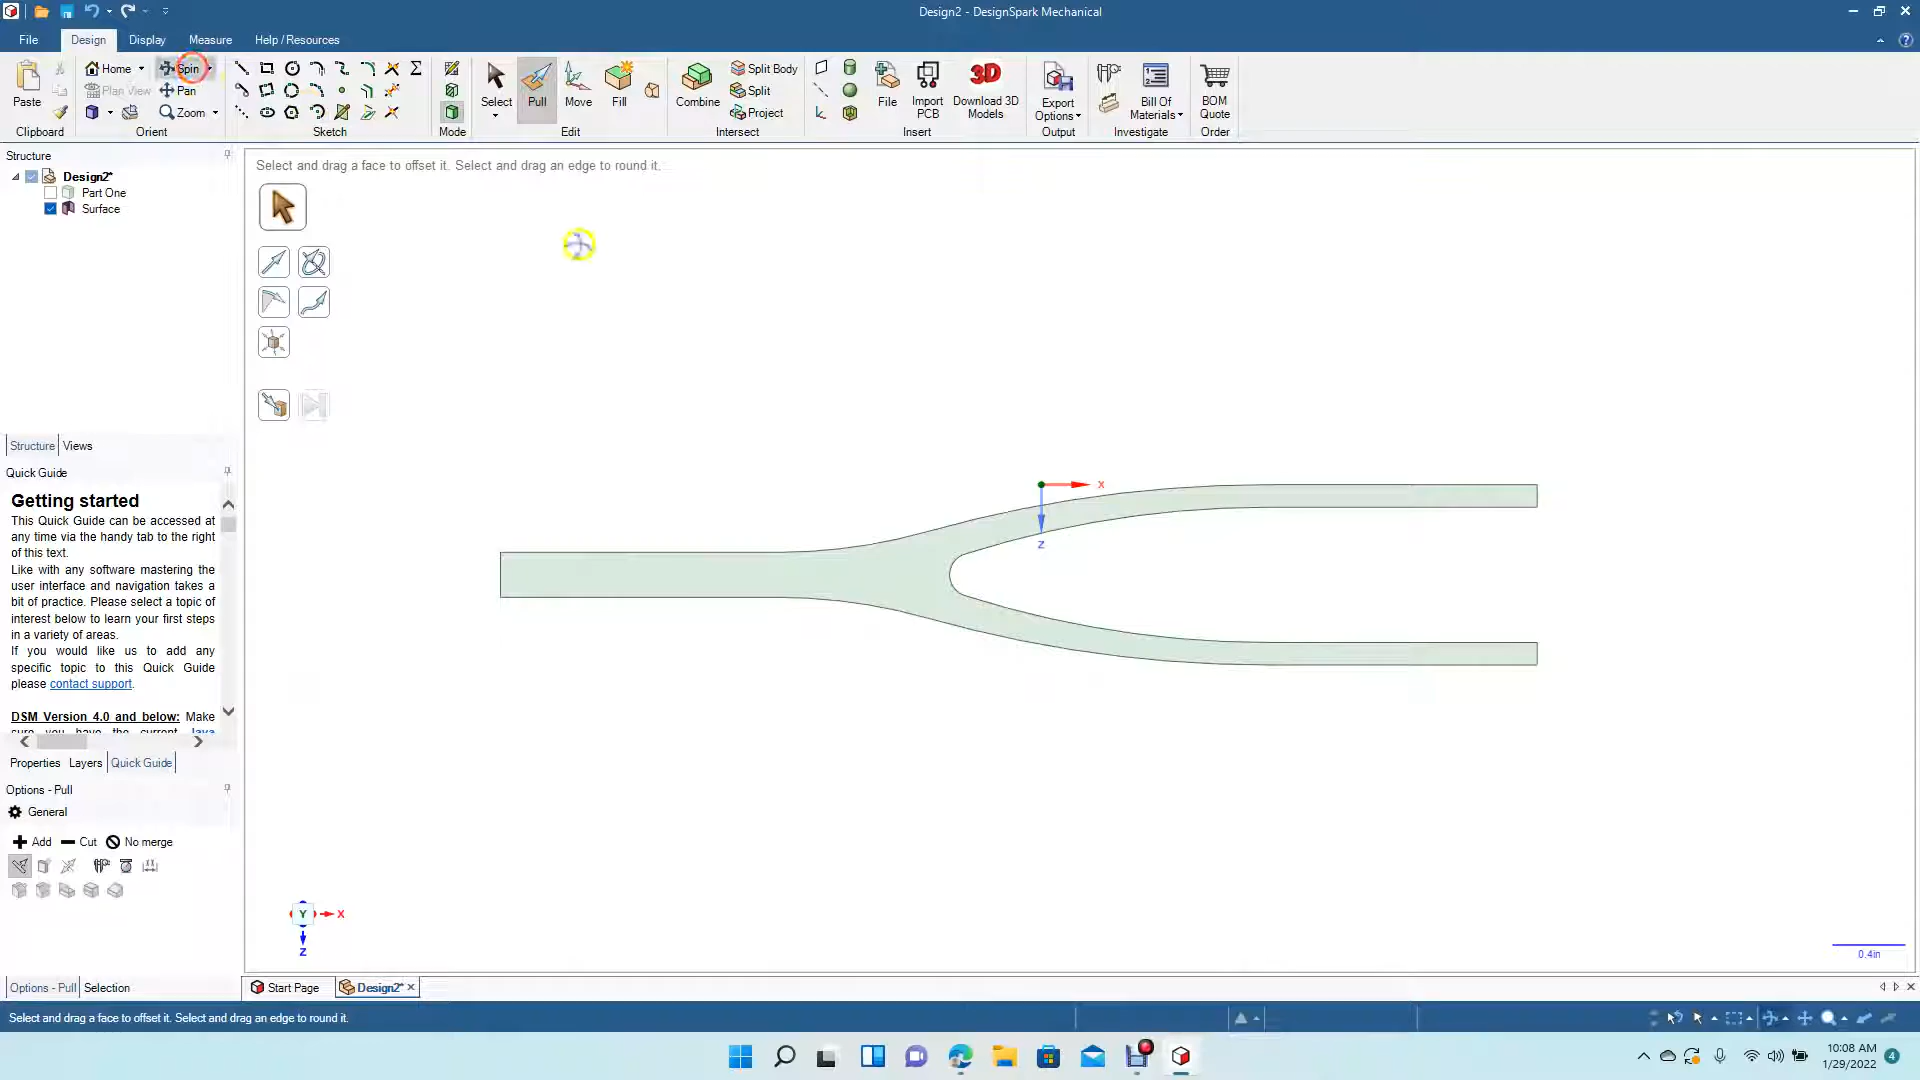 Design2 - DesignSpark Mechanical
File Design Display Measure Help / Resources
Paste
Home Spin
Plan View Pan
Zoom
Select Pull Move Fill
Combine
Split Body
Split
Project
File
Import PCB
Download 3D Models
Export Options
Bill Of Materials
BOM Quote
Clipboard Orient Sketch Mode Edit Intersect Insert Output Investigate Order
Structure
Design2*
Part One
Surface
Select and drag a face to offset it. Select and drag an edge to round it.
X
Z
Structure Views
Quick Guide
Getting started
This Quick Guide can be accessed at
any time via the handy tab to the right
of this text.
Like with any software mastering the
user interface and navigation takes a
bit of practice. Please select a topic of
interest below to learn your first steps
in a variety of areas.
If you would like us to add any
specific topic to this Quick Guide
please contact support.
DSM Version 4.0 and below: Make
sure you have the current Java
Properties Layers Quick Guide
Options - Pull
General
Add Cut No merge
Y X
Z
0.4in
Options - Pull Selection
Start Page Design2*
Select and drag a face to offset it. Select and drag an edge to round it.
10:08 AM
1/29/2022
4